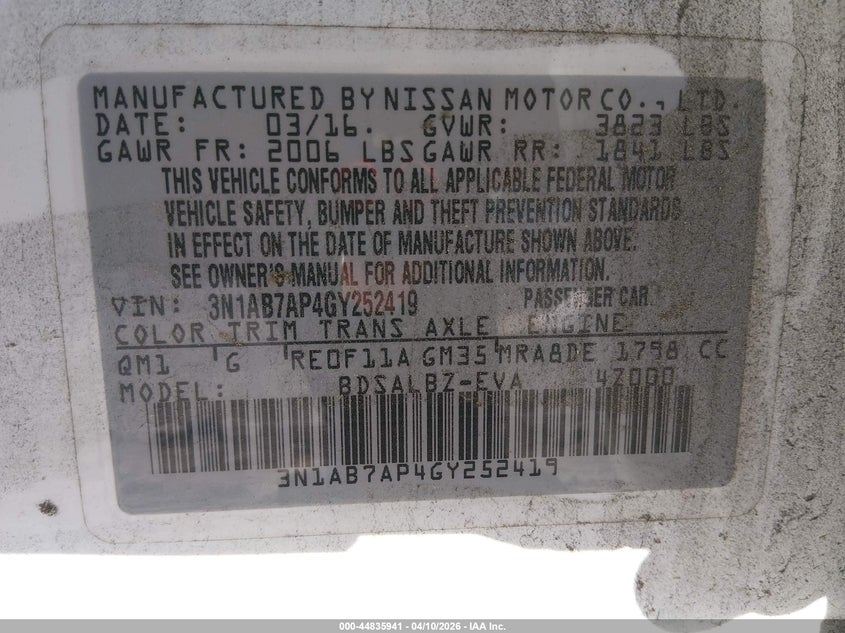 MANUFACTURED BY NISSAN MOTOR CO., LTD.
DATE: 03/16. GVWR: 3823 LBS
GAWR FR: 2006 LBS GAWR RR: 1841 LBS
THIS VEHICLE CONFORMS TO ALL APPLICABLE FEDERAL MOTOR
VEHICLE SAFETY, BUMPER AND THEFT PREVENTION STANDARDS
IN EFFECT ON THE DATE OF MANUFACTURE SHOWN ABOVE.
SEE OWNER'S MANUAL FOR ADDITIONAL INFORMATION.
VIN: 3N1AB7AP4GY252419 PASSENGER CAR
COLOR TRIM TRANS AXLE ENGINE
QM1 G RE0F11A GM35 MRA8DE 1798 CC
MODEL: BDSALBZ-EVA 42000
3N1AB7AP4GY252419
000-44835941 - 04/10/2026 - IAA Inc.